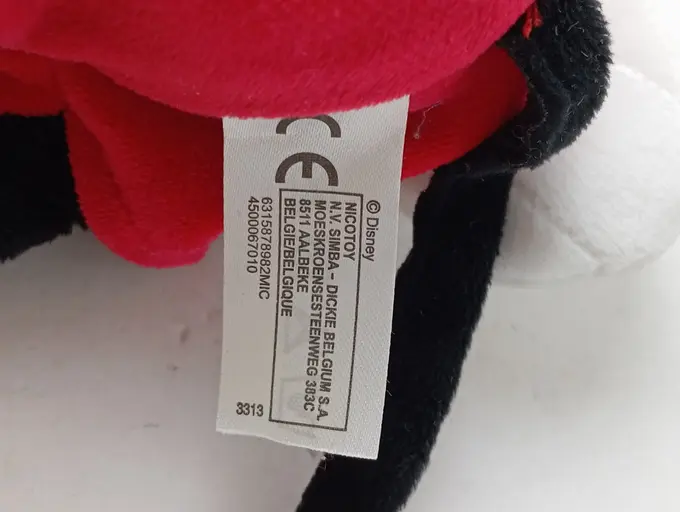 CE
© Disney
NICOTOY
N.V. SIMBA - DICKIE BELGIUM S.A.
MOESKROENSESTEENWEG 383C
8511 AALBEKE
BELGIE/BELGIQUE
6315878982MIC
4500067010
3313